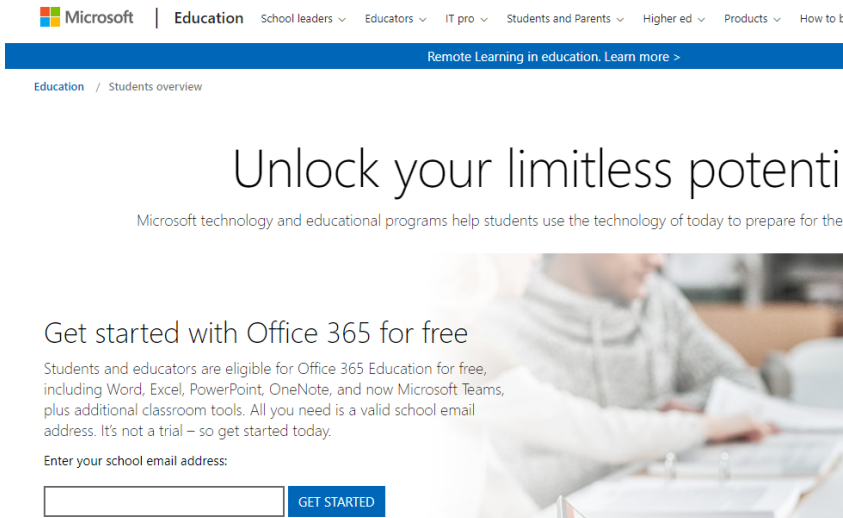 Microsoft | Education School leaders Educators IT pro Students and Parents Higher ed Products How to
Remote Learning in education. Learn more >
Education / Students overview
Unlock your limitless
Microsoft technology and educational programs help students use the technology of today to prepare for the
Get started with Office 365 for free
Students and educators are eligible for Office 365 Education for free,
including Word, Excel, PowerPoint, OneNote, and now Microsoft Teams,
plus additional classroom tools. All you need is a valid school email
address. It's not a trial – so get started today.
Enter your school email address:
GET STARTED